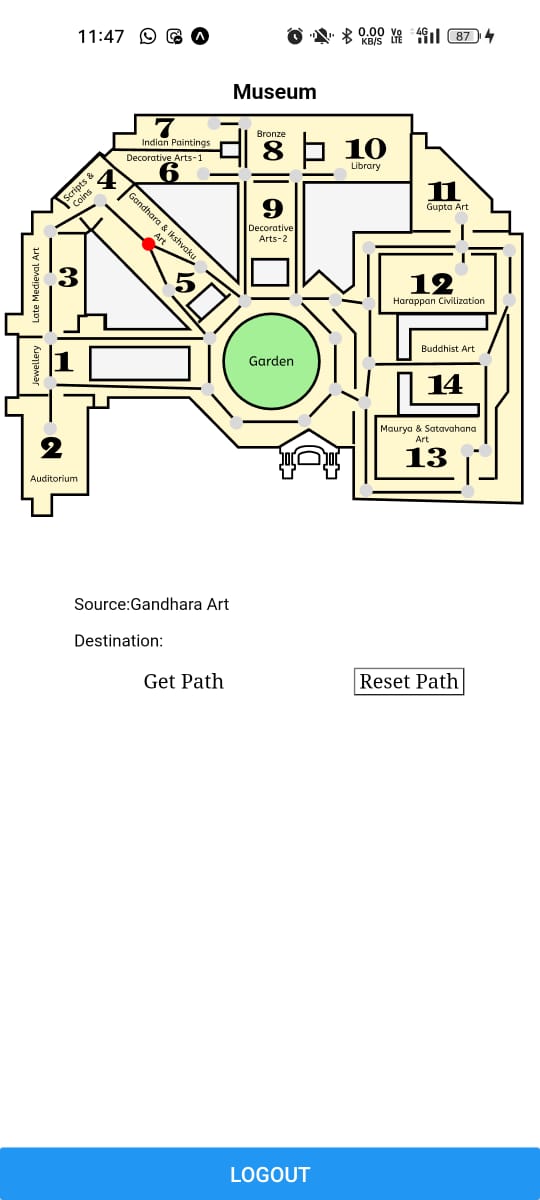 11:47
0.00 KB/S Vo LTE 4G 87
Museum
7
Indian Paintings
Bronze
8
10
Library
Decorative Arts-1
6
Scripts & Coins
4
Gandhara & Ikshvaku Art
5
9
Decorative
Arts-2
11
Gupta Art
Late Medieval Art
3
12
Harappan Civilization
Jewellery
1
Garden
Buddhist Art
14
2
Auditorium
Maurya & Satavahana
Art
13
Source:Gandhara Art
Destination:
Get Path
Reset Path
LOGOUT